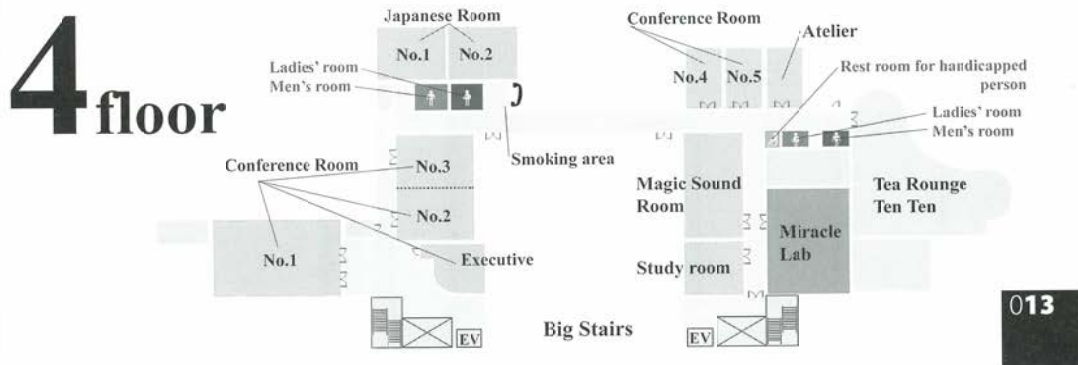 4 floor
Japanese Room
No.1
No.2
Ladies' room
Men's room
Smoking area
Conference Room
No.3
No.2
No.1
Executive
EV
Big Stairs
Conference Room
No.4
No.5
Atelier
Rest room for handicapped
person
Ladies' room
Men's room
Magic Sound
Room
Study room
Miracle
Lab
Tea Rounge
Ten Ten
EV
013